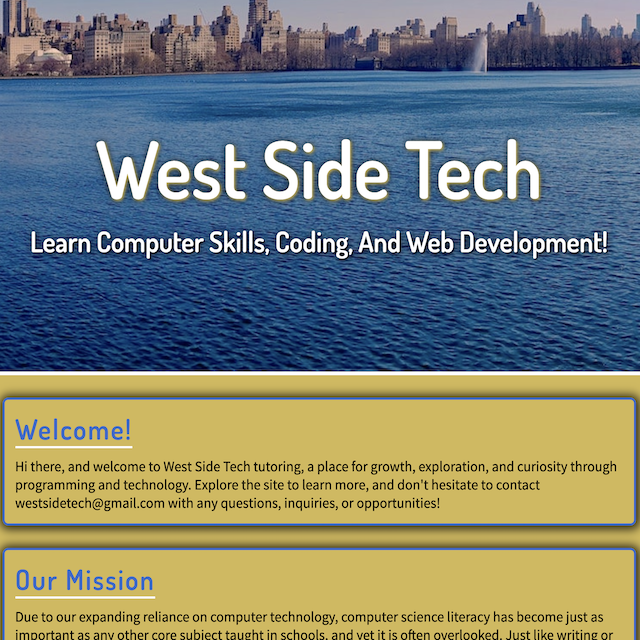 West Side Tech
Learn Computer Skills, Coding, And Web Development!
Welcome!
Hi there, and welcome to West Side Tech tutoring, a place for growth, exploration, and curiosity through
programming and technology. Explore the site to learn more, and don't hesitate to contact
westsidetech@gmail.com with any questions, inquiries, or opportunities!
Our Mission
Due to our expanding reliance on computer technology, computer science literacy has become just as
important as any other core subject taught in schools, and yet it is often overlooked. Just like writing or